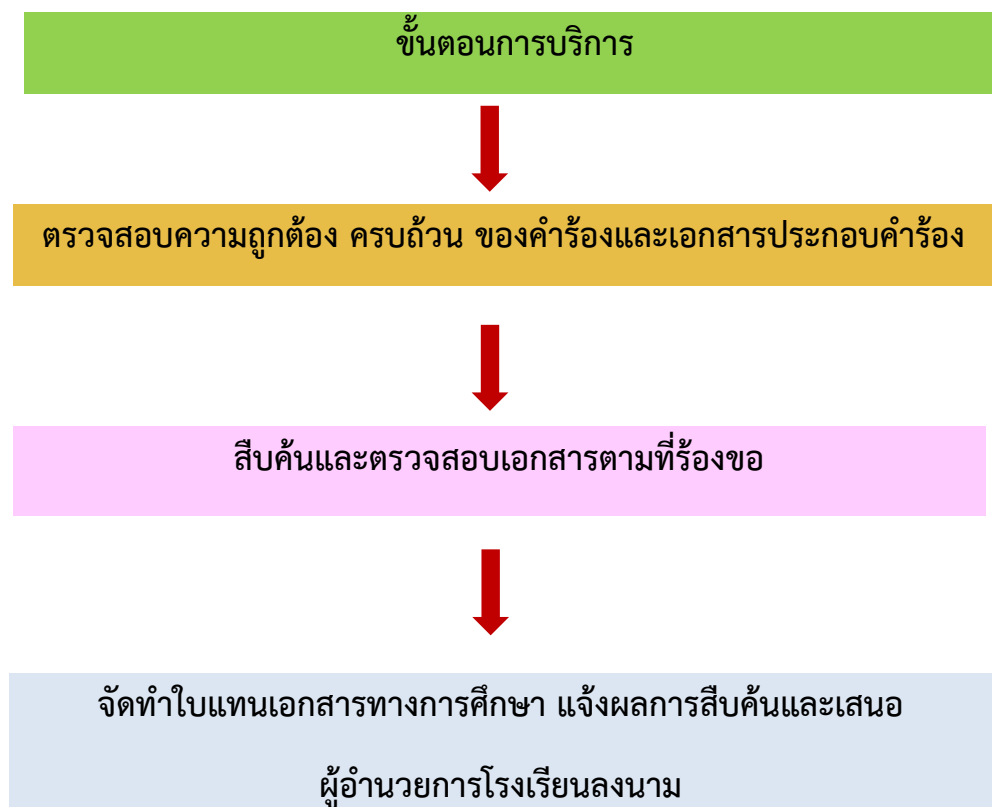 ขั้นตอนการบริการ
ตรวจสอบความถูกต้อง ครบถ้วน ของคำร้องและเอกสารประกอบคำร้อง
สืบค้นและตรวจสอบเอกสารตามที่ร้องขอ
จัดทำใบแทนเอกสารทางการศึกษา แจ้งผลการสืบค้นและเสนอ
ผู้อำนวยการโรงเรียนลงนาม